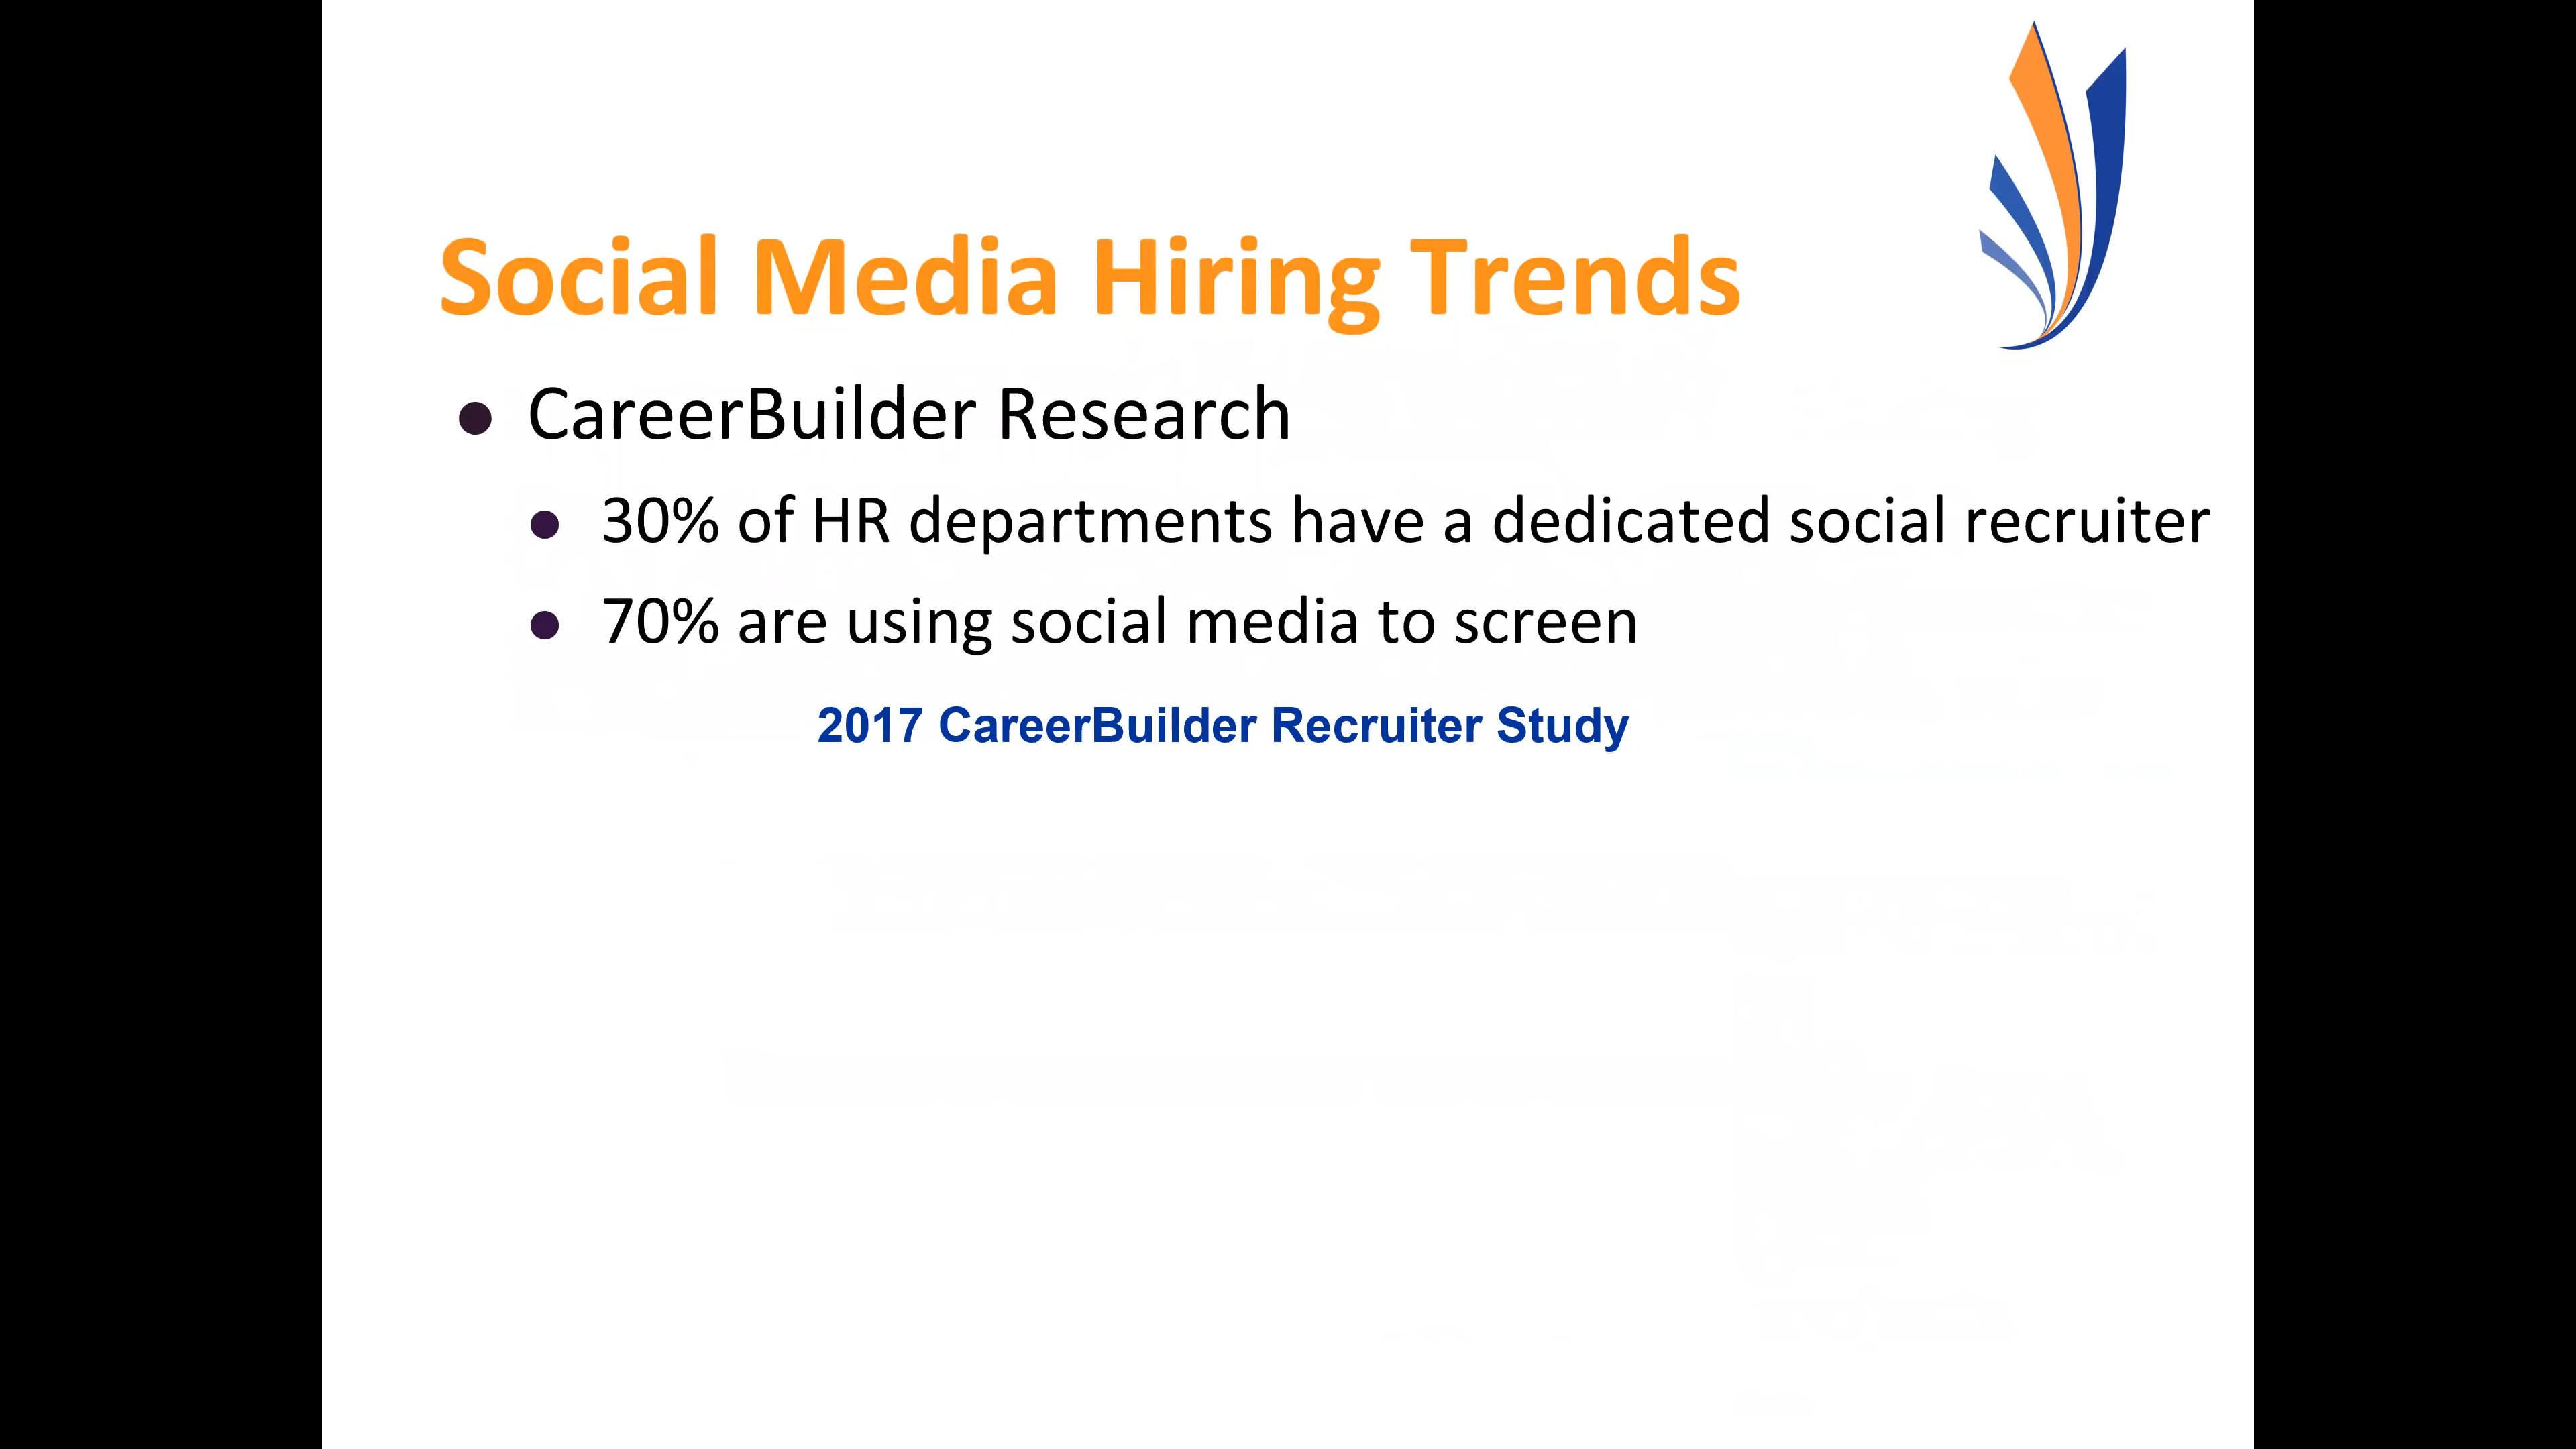 Social Media Hiring Trends
● CareerBuilder Research
● 30% of HR departments have a dedicated social recruiter
● 70% are using social media to screen
2017 CareerBuilder Recruiter Study